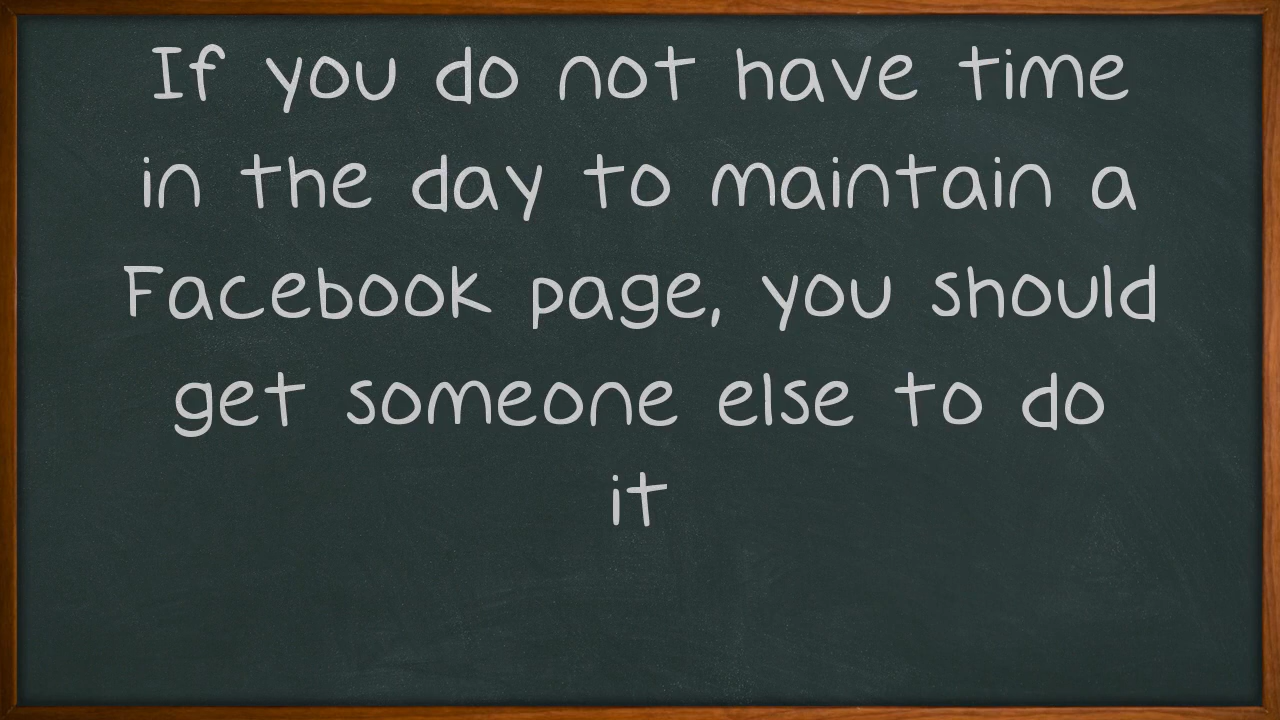 If you do not have time
in the day to maintain a
Facebook page, you should
get someone else to do
it